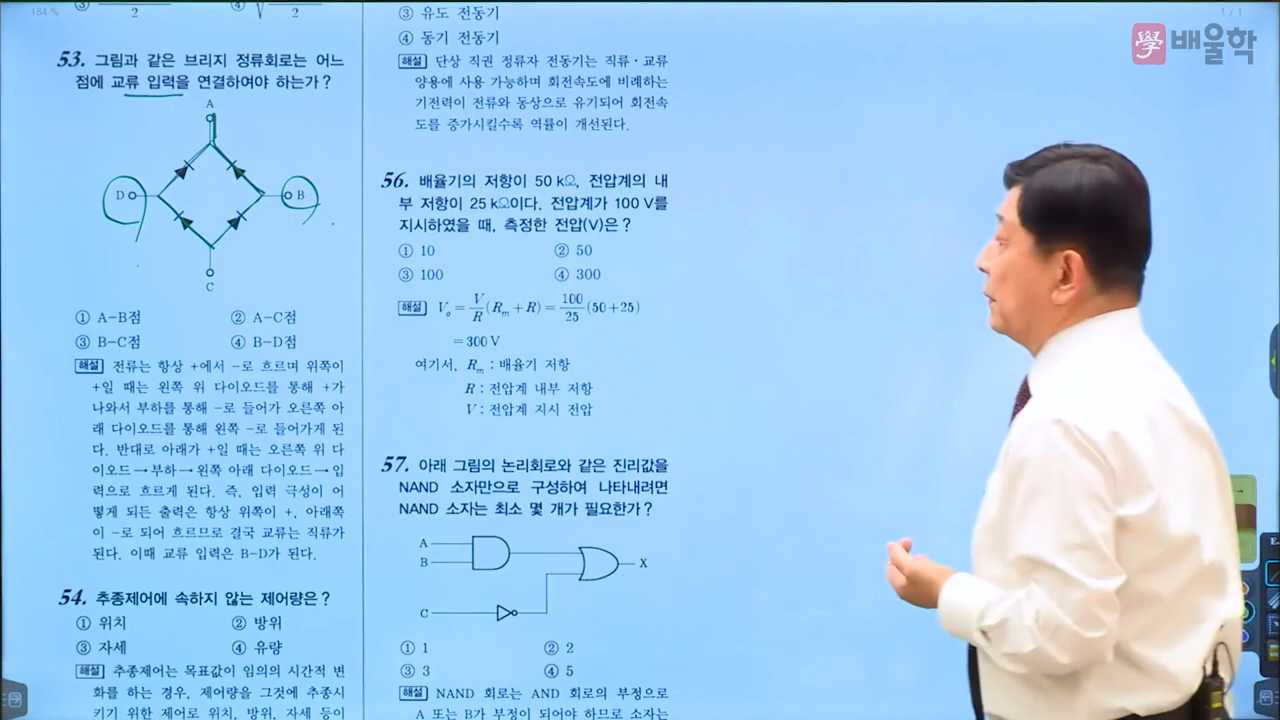 184 %
1 / 1
學 배울학
③
2
④
2
53. 그림과 같은 브리지 정류회로는 어느
점에 교류 입력을 연결하여야 하는가?
A
D
B
C
① A-B점
② A-C점
③ B-C점
④ B-D점
해설 전류는 항상 +에서 -로 흐르며 위쪽이
+일 때는 왼쪽 위 다이오드를 통해 +가
나와서 부하를 통해 -로 들어가 오른쪽 아
래 다이오드를 통해 왼쪽 -로 들어가게 된
다. 반대로 아래가 +일 때는 오른쪽 위 다
이오드→부하→왼쪽 아래 다이오드→입
력으로 흐르게 된다. 즉, 입력 극성이 어
떻게 되든 출력은 항상 위쪽이 +, 아래쪽
이 -로 되어 흐르므로 결국 교류는 직류가
된다. 이때 교류 입력은 B-D가 된다.
54. 추종제어에 속하지 않는 제어량은?
① 위치
② 방위
③ 자세
④ 유량
해설 추종제어는 목표값이 임의의 시간적 변
화를 하는 경우, 제어량을 그것에 추종시
키기 위한 제어로 위치, 방위, 자세 등이
③ 유도 전동기
④ 동기 전동기
해설 단상 직권 정류자 전동기는 직류·교류
양용에 사용 가능하며 회전속도에 비례하는
기전력이 전류와 동상으로 유기되어 회전속
도를 증가시킬수록 역률이 개선된다.
56. 배율기의 저항이 50 kΩ, 전압계의 내
부 저항이 25 kΩ이다. 전압계가 100 V를
지시하였을 때, 측정한 전압(V)은?
① 10
② 50
③ 100
④ 300
해설 Vo = V/R (Rm + R) = 100/25 (50+25)
= 300 V
여기서, Rm : 배율기 저항
R : 전압계 내부 저항
V : 전압계 지시 전압
57. 아래 그림의 논리회로와 같은 진리값을
NAND 소자만으로 구성하여 나타내려면
NAND 소자는 최소 몇 개가 필요한가?
A
B
X
C
① 1
② 2
③ 3
④ 5
해설 NAND 회로는 AND 회로의 부정으로
A 또는 B가 부정이 되어야 하므로 소자는